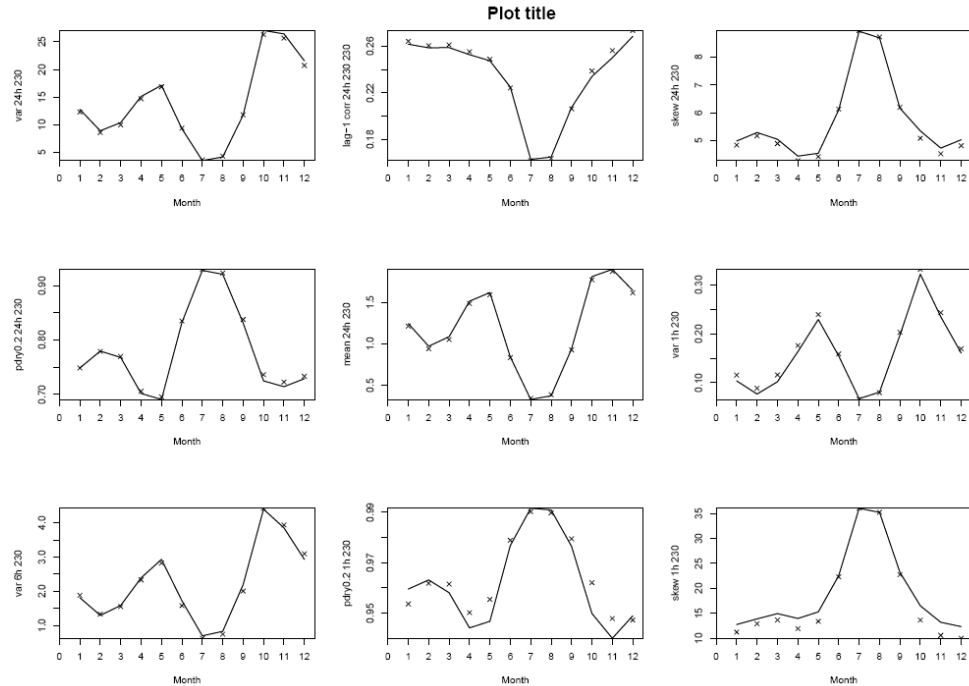 Plot title
var 24h 230
5 10 15 20 25
0 1 2 3 4 5 6 7 8 9 10 11 12
Month
lag-1 corr 24h 230 230
0.18 0.22 0.26
0 1 2 3 4 5 6 7 8 9 10 11 12
Month
skew 24h 230
5 6 7 8
0 1 2 3 4 5 6 7 8 9 10 11 12
Month
pdry0.2 24h 230
0.70 0.80 0.90
0 1 2 3 4 5 6 7 8 9 10 11 12
Month
mean 24h 230
0.5 1.0 1.5
0 1 2 3 4 5 6 7 8 9 10 11 12
Month
var 1h 230
0.10 0.20 0.30
0 1 2 3 4 5 6 7 8 9 10 11 12
Month
var 6h 230
1.0 2.0 3.0 4.0
0 1 2 3 4 5 6 7 8 9 10 11 12
Month
pdry0.2 1h 230
0.95 0.97 0.99
0 1 2 3 4 5 6 7 8 9 10 11 12
Month
skew 1h 230
10 15 20 25 30 35
0 1 2 3 4 5 6 7 8 9 10 11 12
Month